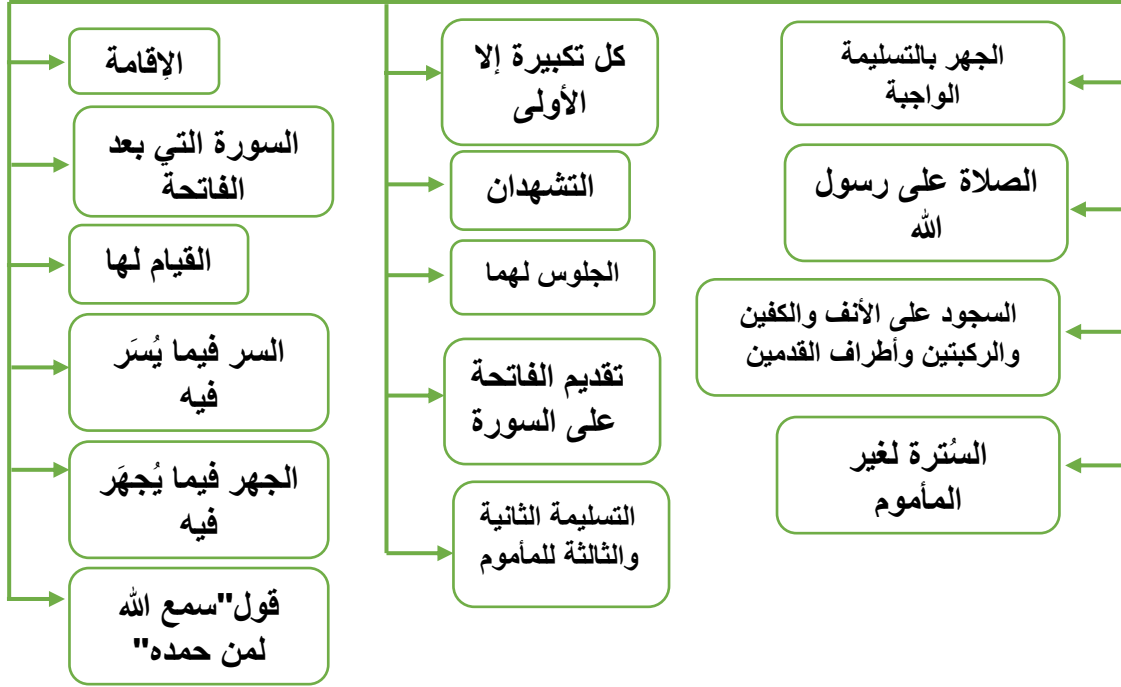 الجهر بالتسليمة
الواجبة
الصلاة على رسول
الله
السجود على الأنف والكفين
والركبتين وأطراف القدمين
السُترة لغير
المأموم
كل تكبيرة إلا
الأولى
التشهدان
الجلوس لهما
تقديم الفاتحة
على السورة
التسليمة الثانية
والثالثة للمأموم
الإقامة
السورة التي بعد
الفاتحة
القيام لها
السر فيما يُسَر
فيه
الجهر فيما يُجهَر
فيه
قول"سمع الله
لمن حمده"